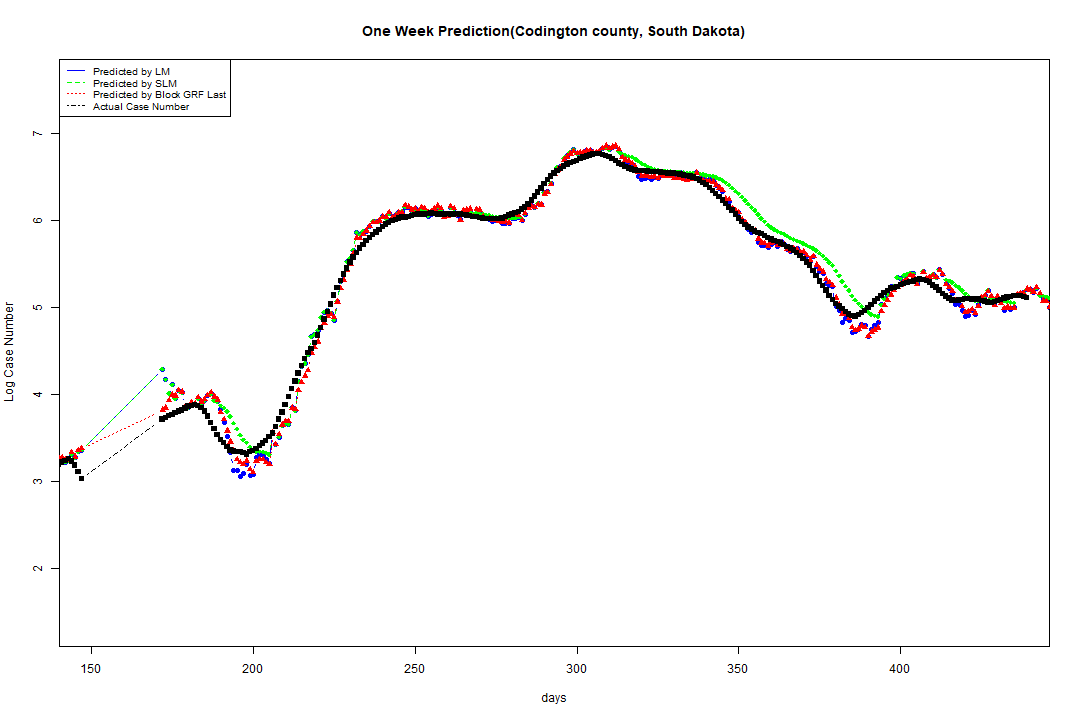 One Week Prediction(Codington county, South Dakota)
Predicted by LM
Predicted by SLM
Predicted by Block GRF Last
Actual Case Number
7
6
5
4
3
2
Log Case Number
150 200 250 300 350 400
days